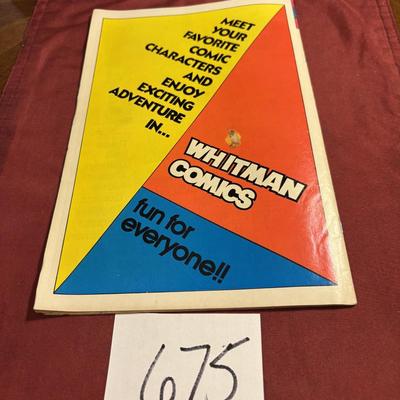 MEET
YOUR
FAVORITE
COMIC
CHARACTERS
AND
ENJOY
EXCITING
ADVENTURE
IN...
WHITMAN
COMICS
fun for
everyone!!
675